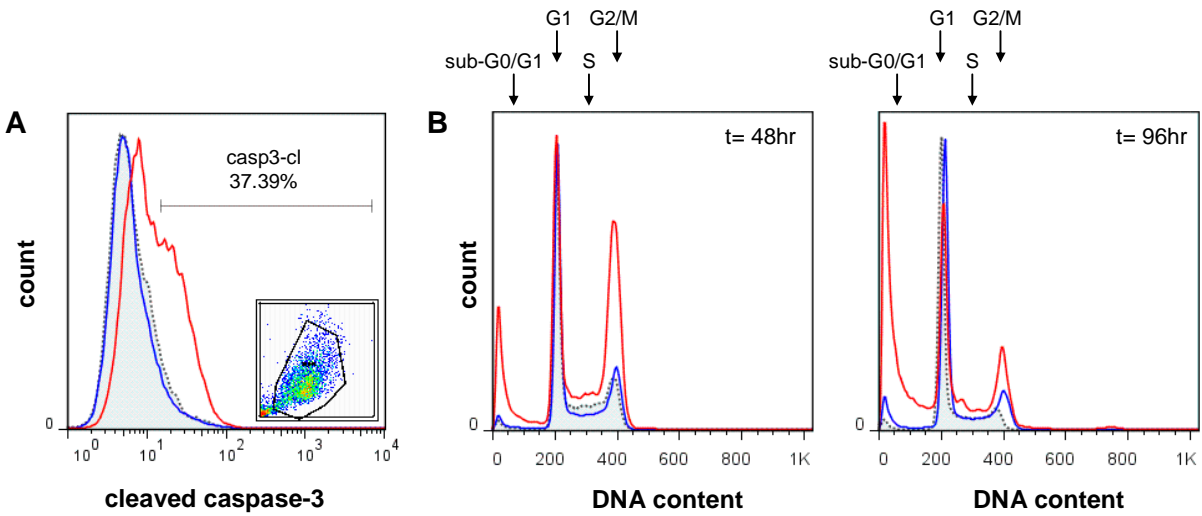 A
count
0
casp3-cl
37.39%
10^0
10^1
10^2
10^3
10^4
cleaved caspase-3
B
G1
G2/M
sub-G0/G1
S
t= 48hr
count
0
0
200
400
600
800
1K
DNA content
G1
G2/M
sub-G0/G1
S
t= 96hr
0
0
200
400
600
800
1K
DNA content